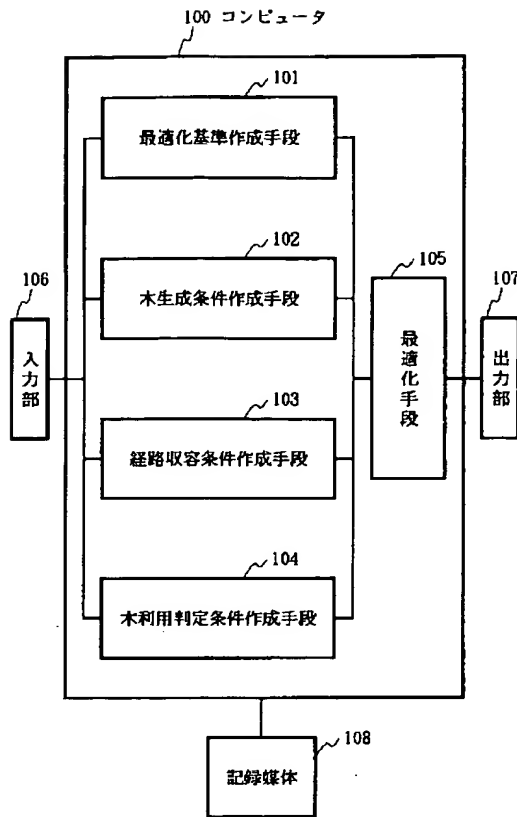 100 コンピュータ
101
最適化基準作成手段
102
木生成条件作成手段
105
最適化手段
106
入力部
107
出力部
103
経路収容条件作成手段
104
木利用判定条件作成手段
108
記録媒体